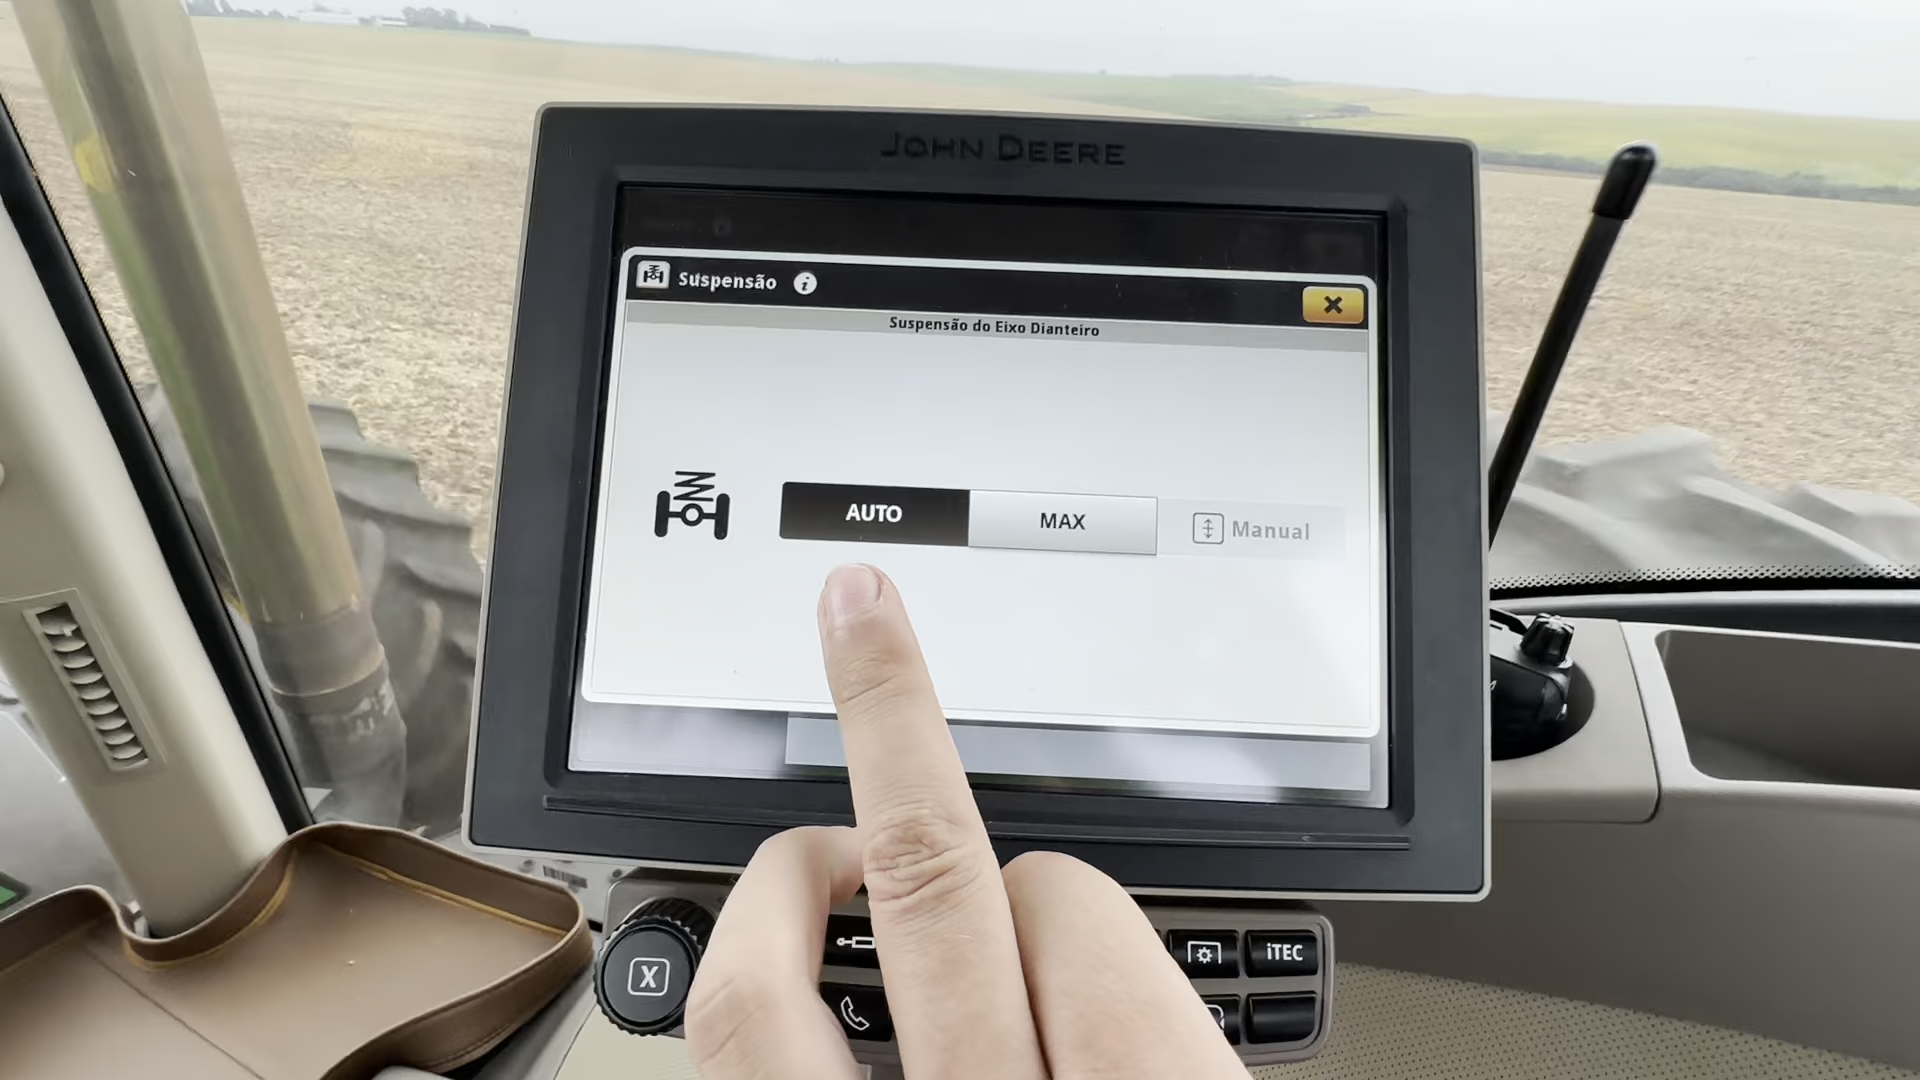 JOHN DEERE
Suspensão i
Suspensão do Eixo Dianteiro
AUTO
MAX
Manual
X
iTEC